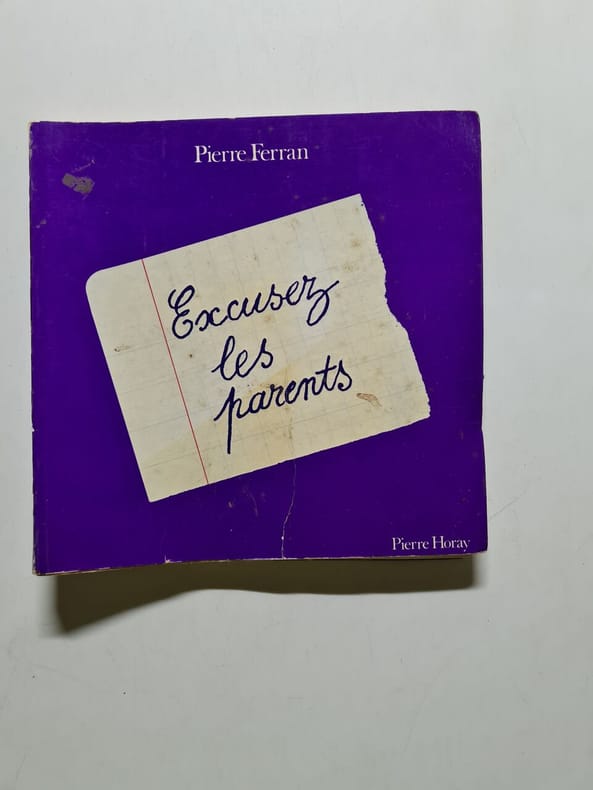 Pierre Ferran
Excusez
les
parents
Pierre Horay